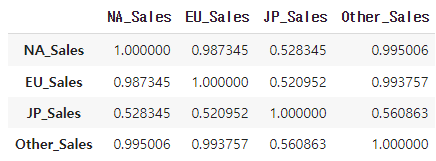 NA_Sales EU_Sales JP_Sales Other_Sales
NA_Sales 1.000000 0.987345 0.528345 0.995006
EU_Sales 0.987345 1.000000 0.520952 0.993757
JP_Sales 0.528345 0.520952 1.000000 0.560863
Other_Sales 0.995006 0.993757 0.560863 1.000000